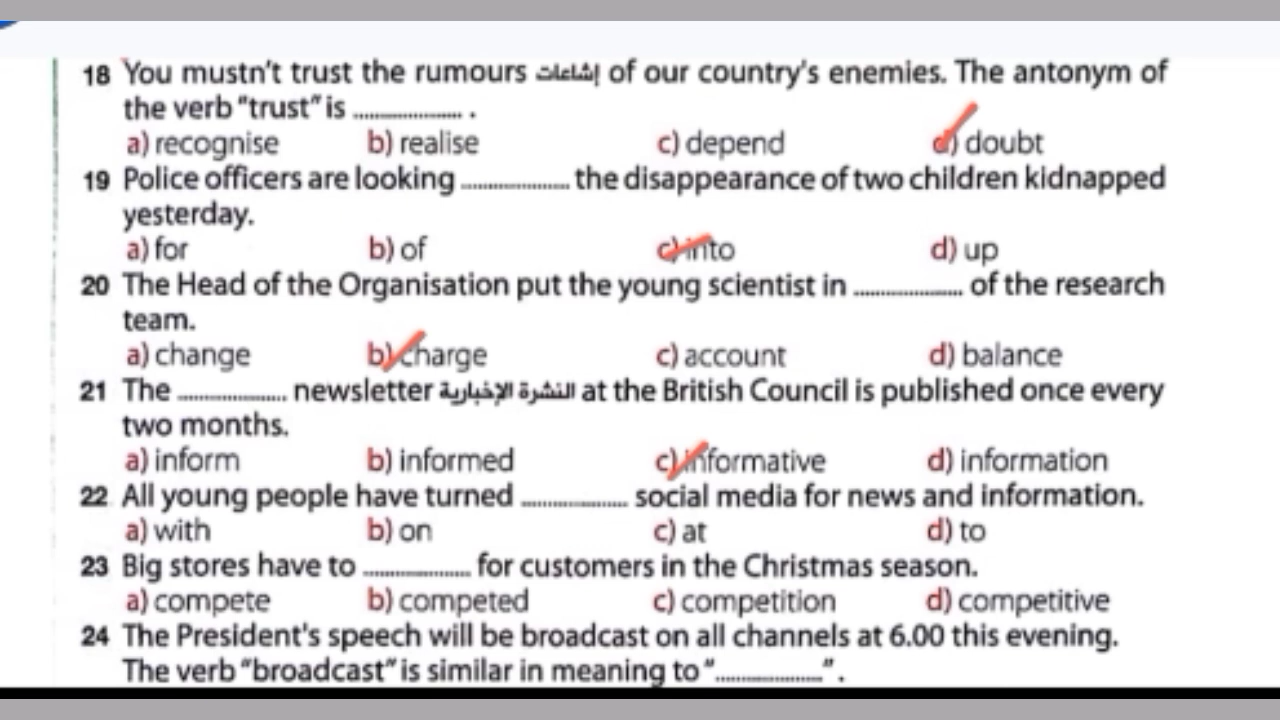 18 You mustn't trust the rumours إشاعات of our country's enemies. The antonym of
the verb "trust" is .................... .
a) recognise b) realise c) depend d) doubt
19 Police officers are looking .................... the disappearance of two children kidnapped
yesterday.
a) for b) of c) into d) up
20 The Head of the Organisation put the young scientist in .................... of the research
team.
a) change b) charge c) account d) balance
21 The .................... newsletter النشرة الإخبارية at the British Council is published once every
two months.
a) inform b) informed c) informative d) information
22 All young people have turned .................... social media for news and information.
a) with b) on c) at d) to
23 Big stores have to .................... for customers in the Christmas season.
a) compete b) competed c) competition d) competitive
24 The President's speech will be broadcast on all channels at 6.00 this evening.
The verb "broadcast" is similar in meaning to "....................".